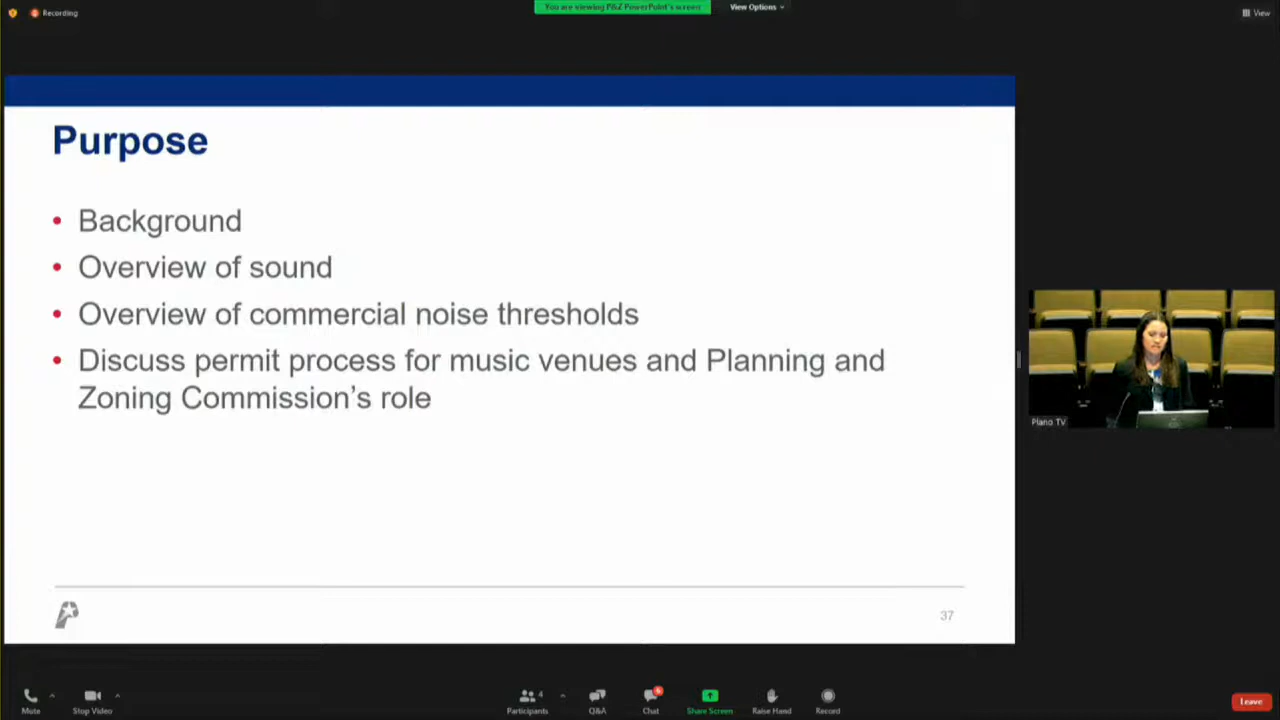 Recording
You are viewing P&Z PowerPoint's screen
View Options
View
Purpose
• Background
• Overview of sound
• Overview of commercial noise thresholds
• Discuss permit process for music venues and Planning and
Zoning Commission's role
Plano TV
37
Mute
Stop Video
Participants
4
Q&A
Chat
Share Screen
Raise Hand
Record
Leave